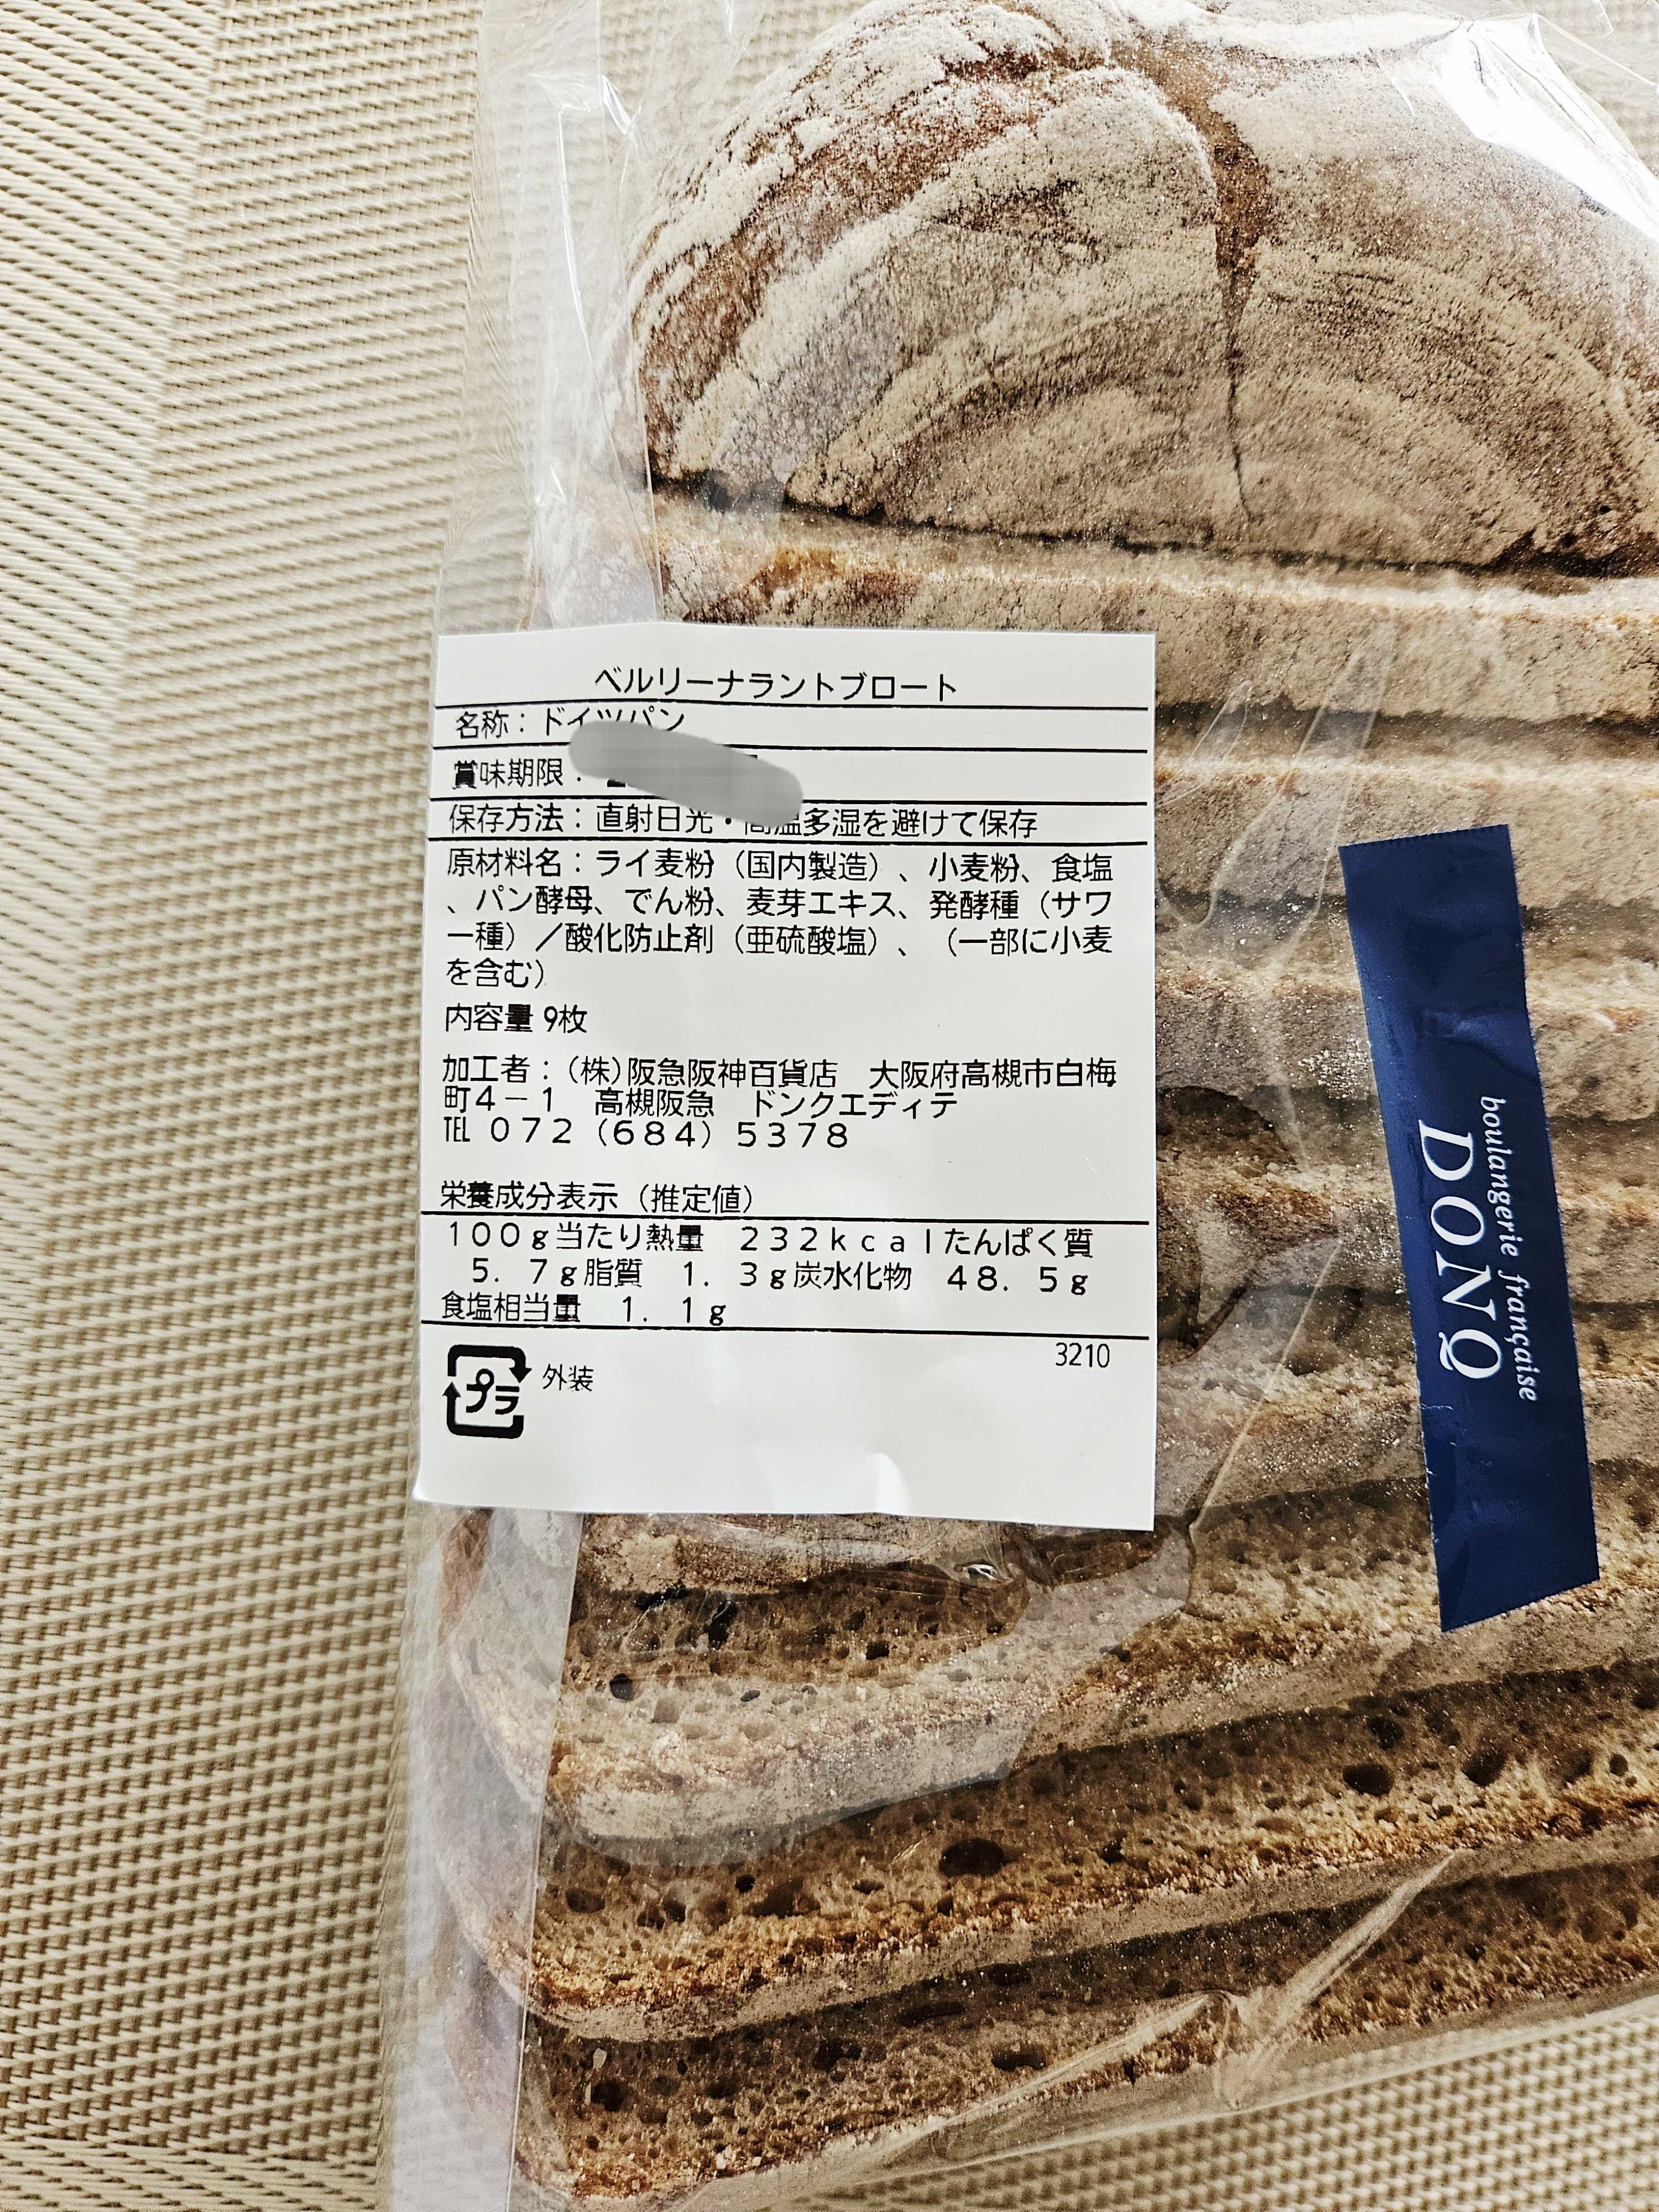 ベルリーナラントブロート
名称：ドイツパン
賞味期限：
保存方法：直射日光・高温多湿を避けて保存
原材料名：ライ麦粉（国内製造）、小麦粉、食塩
、パン酵母、でん粉、麦芽エキス、発酵種（サワ
ー種）／酸化防止剤（亜硫酸塩）、（一部に小麦
を含む）
内容量 9枚
加工者：(株)阪急阪神百貨店　大阪府高槻市白梅
町４－１　高槻阪急　ドンクエディテ
TEL ０７２（６８４）５３７８
栄養成分表示（推定値）
１００ｇ当たり熱量　２３２ｋｃａｌたんぱく質
５．７ｇ脂質　１．３ｇ炭水化物　４８．５ｇ
食塩相当量　１．１ｇ
3210
プラ 外装
boulangerie française
DONQ